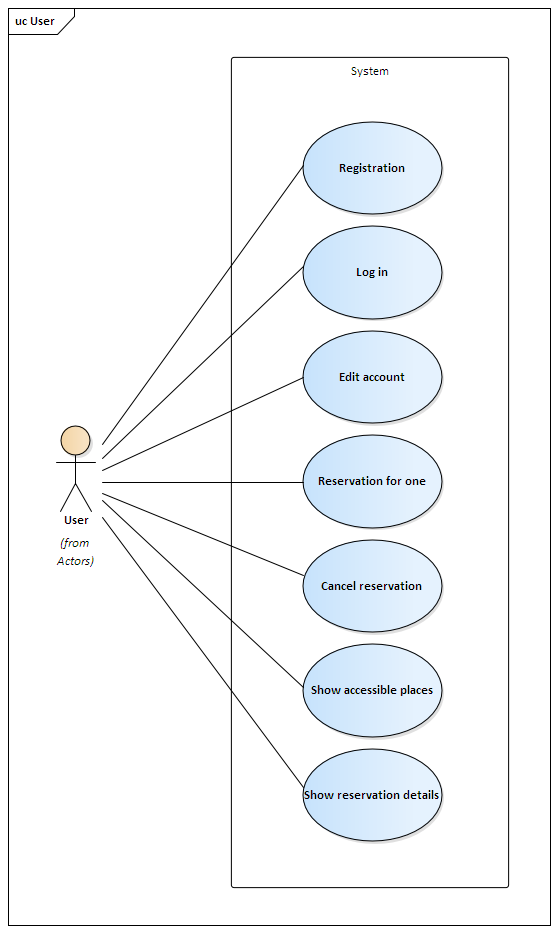 uc User
System
Registration
Log in
Edit account
Reservation for one
User
(from
Actors)
Cancel reservation
Show accessible places
Show reservation details